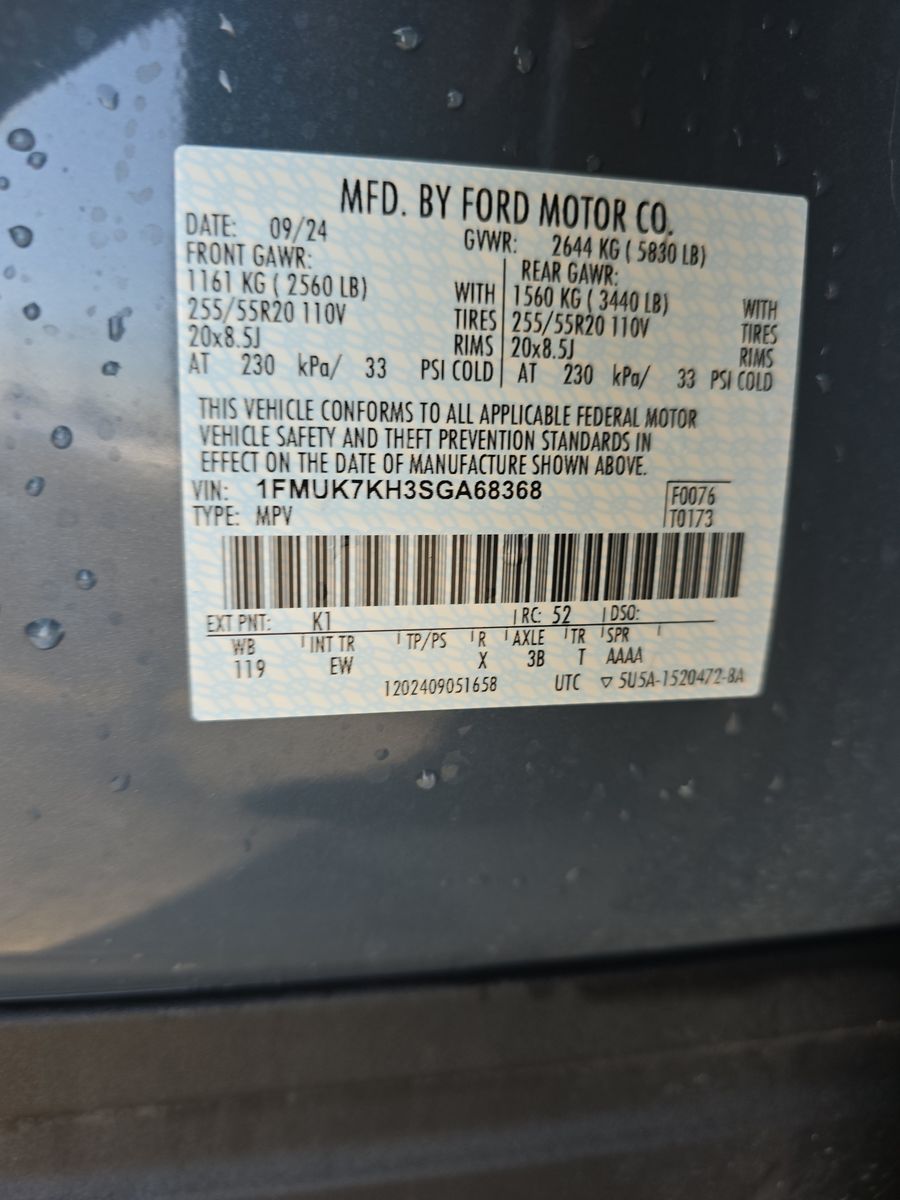 MFD. BY FORD MOTOR CO.
DATE: 09/24 GVWR: 2644 KG ( 5830 LB)
FRONT GAWR: REAR GAWR:
1161 KG ( 2560 LB) WITH 1560 KG ( 3440 LB) WITH
255/55R20 110V TIRES 255/55R20 110V TIRES
20x8.5J RIMS 20x8.5J RIMS
AT 230 kPa/ 33 PSI COLD AT 230 kPa/ 33 PSI COLD
THIS VEHICLE CONFORMS TO ALL APPLICABLE FEDERAL MOTOR
VEHICLE SAFETY AND THEFT PREVENTION STANDARDS IN
EFFECT ON THE DATE OF MANUFACTURE SHOWN ABOVE.
VIN: 1FMUK7KH3SGA68368 F0076
TYPE: MPV T0173
EXT PNT: K1 RC: 52 DSO:
WB INT TR TP/PS R AXLE TR SPR
119 EW X 3B T AAAA
1202409051658 UTC ▽ 5U5A-1520472-BA